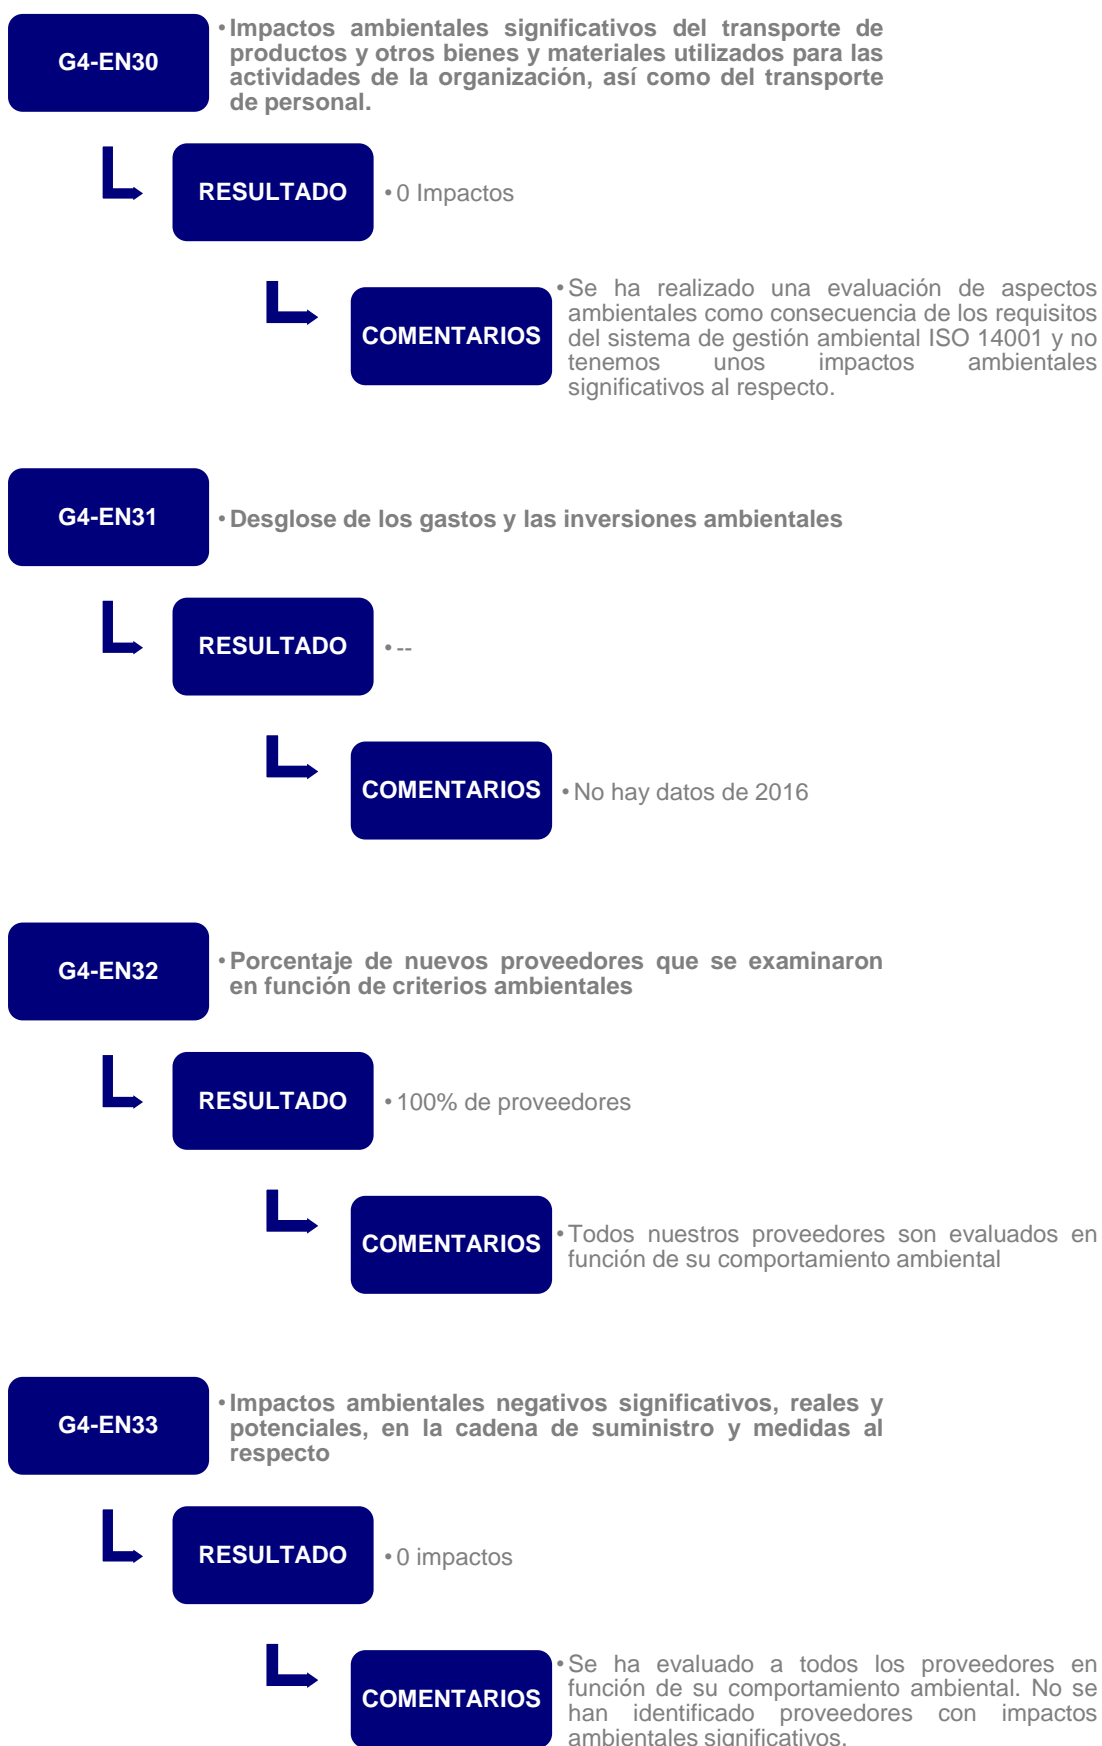 G4-EN30
• Impactos ambientales significativos del transporte de
productos y otros bienes y materiales utilizados para las
actividades de la organización, así como del transporte
de personal.
RESULTADO
• 0 Impactos
COMENTARIOS
• Se ha realizado una evaluación de aspectos
ambientales como consecuencia de los requisitos
del sistema de gestión ambiental ISO 14001 y no
tenemos unos impactos ambientales
significativos al respecto.
G4-EN31
• Desglose de los gastos y las inversiones ambientales
RESULTADO
• --
COMENTARIOS
• No hay datos de 2016
G4-EN32
• Porcentaje de nuevos proveedores que se examinaron
en función de criterios ambientales
RESULTADO
• 100% de proveedores
COMENTARIOS
• Todos nuestros proveedores son evaluados en
función de su comportamiento ambiental
G4-EN33
• Impactos ambientales negativos significativos, reales y
potenciales, en la cadena de suministro y medidas al
respecto
RESULTADO
• 0 impactos
COMENTARIOS
• Se ha evaluado a todos los proveedores en
función de su comportamiento ambiental. No se
han identificado proveedores con impactos
ambientales significativos.